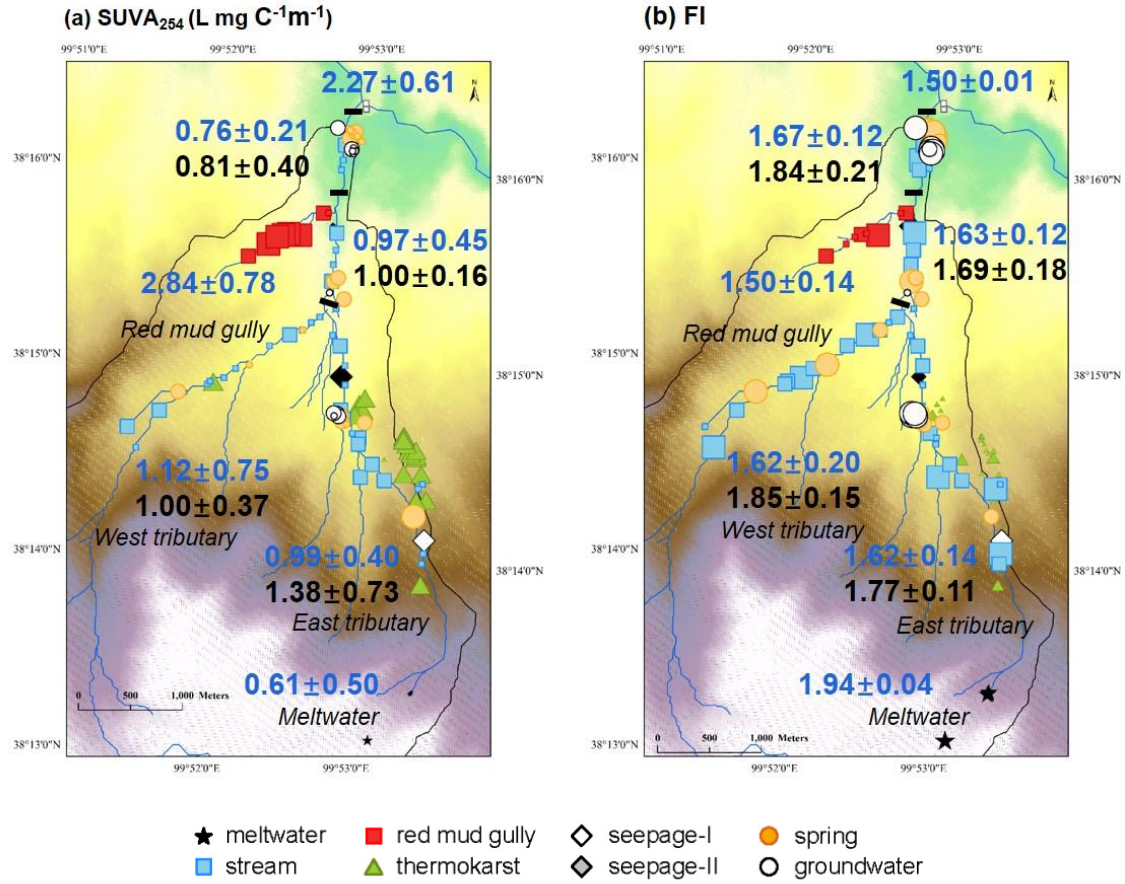 (a) SUVA254 (L mg C-1m-1)
99°51'0"E 99°52'0"E 99°53'0"E
2.27±0.61
N
0.76±0.21
0.81±0.40
38°16'0"N
38°16'0"N
0.97±0.45
1.00±0.16
2.84±0.78
Red mud gully
38°15'0"N
38°15'0"N
1.12±0.75
1.00±0.37
West tributary
38°14'0"N
38°14'0"N
0.99±0.40
1.38±0.73
East tributary
0.61±0.50
Meltwater
0 500 1,000 Meters
38°13'0"N
99°52'0"E 99°53'0"E
(b) FI
99°51'0"E 99°52'0"E 99°53'0"E
1.50±0.01
N
1.67±0.12
1.84±0.21
38°16'0"N
38°16'0"N
1.63±0.12
1.69±0.18
1.50±0.14
Red mud gully
38°15'0"N
38°15'0"N
1.62±0.20
1.85±0.15
West tributary
38°14'0"N
38°14'0"N
1.62±0.14
1.77±0.11
East tributary
1.94±0.04
Meltwater
0 500 1,000 Meters
38°13'0"N
99°52'0"E 99°53'0"E
meltwater red mud gully seepage-I spring
stream thermokarst seepage-II groundwater